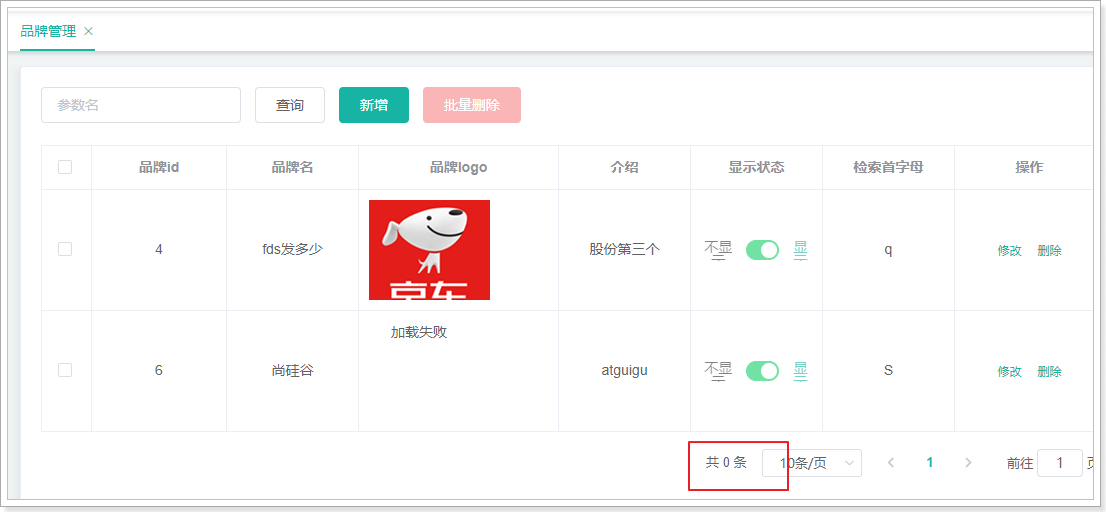 品牌管理 ×
参数名 查询 新增 批量删除
品牌id 品牌名 品牌logo 介绍 显示状态 检索首字母 操作
4 fds发多少 京东 股份第三个 不显 显 q 修改 删除
加载失败
6 尚硅谷 atguigu 不显 显 S 修改 删除
共 0 条 10条/页 < 1 > 前往 1 页